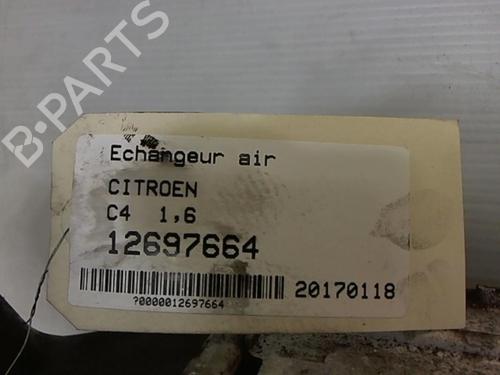 B-PARTS
Echangeur air
CITROEN
C4 1,6
12697664
20170118
?0000012697664